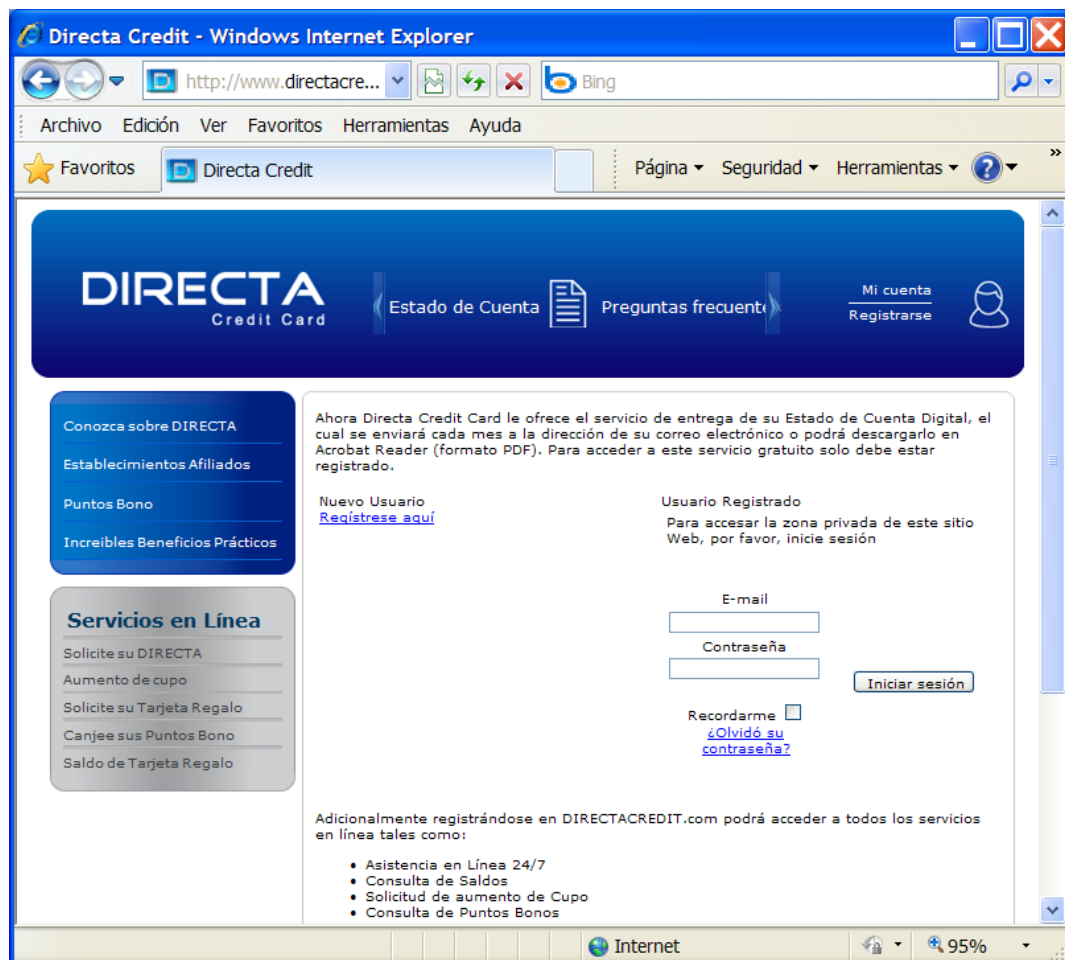 Directa Credit - Windows Internet Explorer
http://www.directacre...
Bing
Archivo Edición Ver Favoritos Herramientas Ayuda
Favoritos Directa Credit Página Seguridad Herramientas »
DIRECTA
Credit Card
Estado de Cuenta Preguntas frecuent
Mi cuenta
Registrarse
Conozca sobre DIRECTA
Establecimientos Afiliados
Puntos Bono
Increibles Beneficios Prácticos
Servicios en Línea
Solicite su DIRECTA
Aumento de cupo
Solicite su Tarjeta Regalo
Canjee sus Puntos Bono
Saldo de Tarjeta Regalo
Ahora Directa Credit Card le ofrece el servicio de entrega de su Estado de Cuenta Digital, el
cual se enviará cada mes a la dirección de su correo electrónico o podrá descargarlo en
Acrobat Reader (formato PDF). Para acceder a este servicio gratuito solo debe estar
registrado.
Nuevo Usuario
Regístrese aquí
Usuario Registrado
Para accesar la zona privada de este sitio
Web, por favor, inicie sesión
E-mail
Contraseña
Iniciar sesión
Recordarme
¿Olvidó su
contraseña?
Adicionalmente registrándose en DIRECTACREDIT.com podrá acceder a todos los servicios
en línea tales como:
• Asistencia en Línea 24/7
• Consulta de Saldos
• Solicitud de aumento de Cupo
• Consulta de Puntos Bonos
Internet 95%